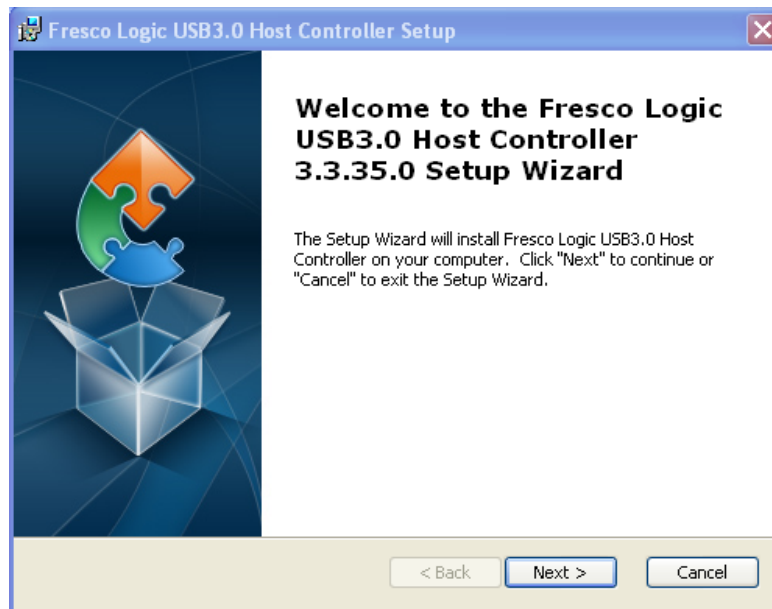 Fresco Logic USB3.0 Host Controller Setup
Welcome to the Fresco Logic
USB3.0 Host Controller
3.3.35.0 Setup Wizard
The Setup Wizard will install Fresco Logic USB3.0 Host
Controller on your computer. Click "Next" to continue or
"Cancel" to exit the Setup Wizard.
< Back Next > Cancel